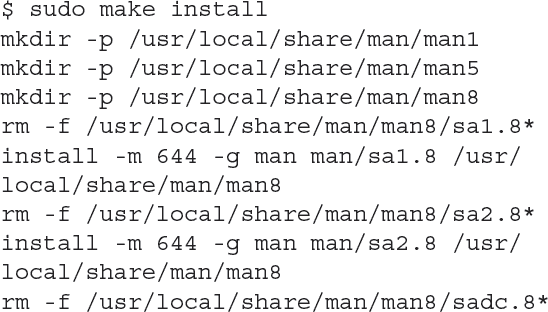 $ sudo make install
mkdir -p /usr/local/share/man/man1
mkdir -p /usr/local/share/man/man5
mkdir -p /usr/local/share/man/man8
rm -f /usr/local/share/man/man8/sa1.8*
install -m 644 -g man man/sa1.8 /usr/
local/share/man/man8
rm -f /usr/local/share/man/man8/sa2.8*
install -m 644 -g man man/sa2.8 /usr/
local/share/man/man8
rm -f /usr/local/share/man/man8/sadc.8*